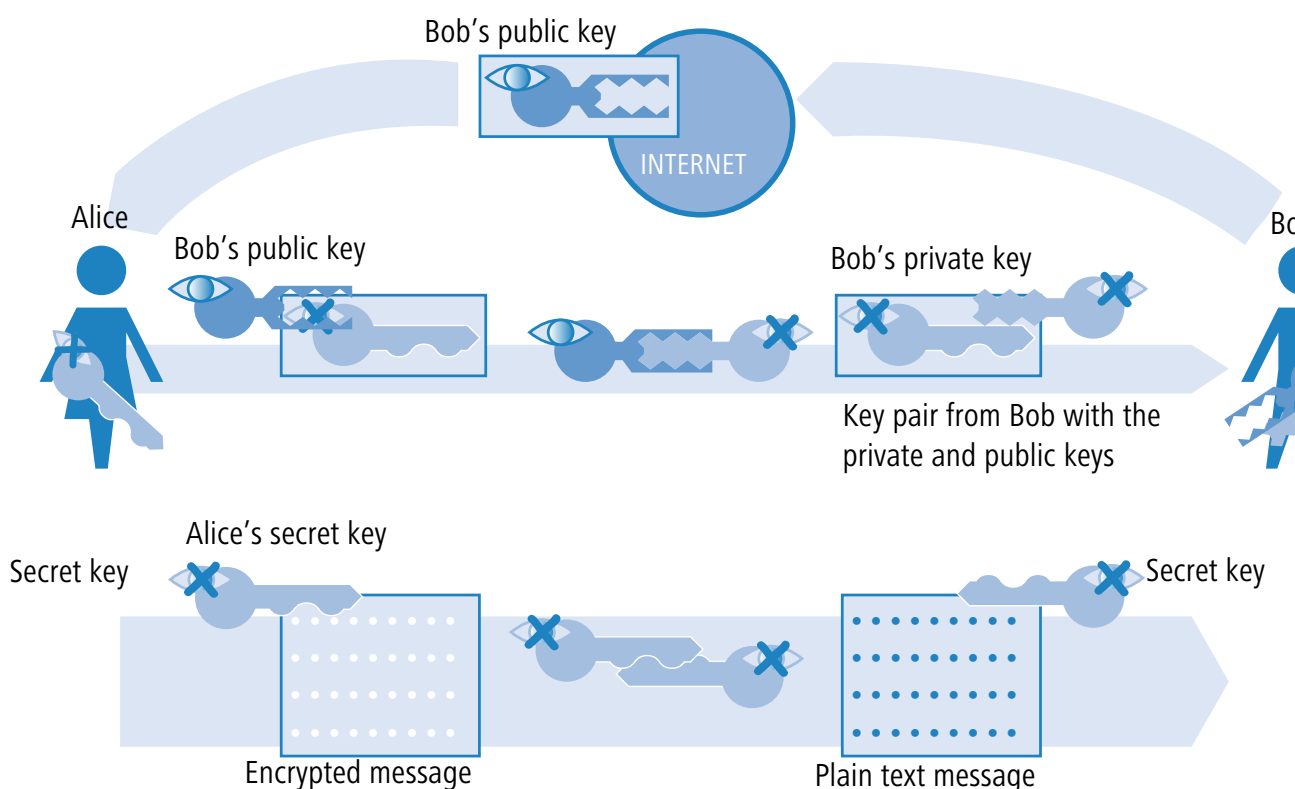 Bob's public key
INTERNET
Alice
Bob's public key
Bob's private key
Key pair from Bob with the
private and public keys
Alice's secret key
Secret key
Secret key
Encrypted message
Plain text message